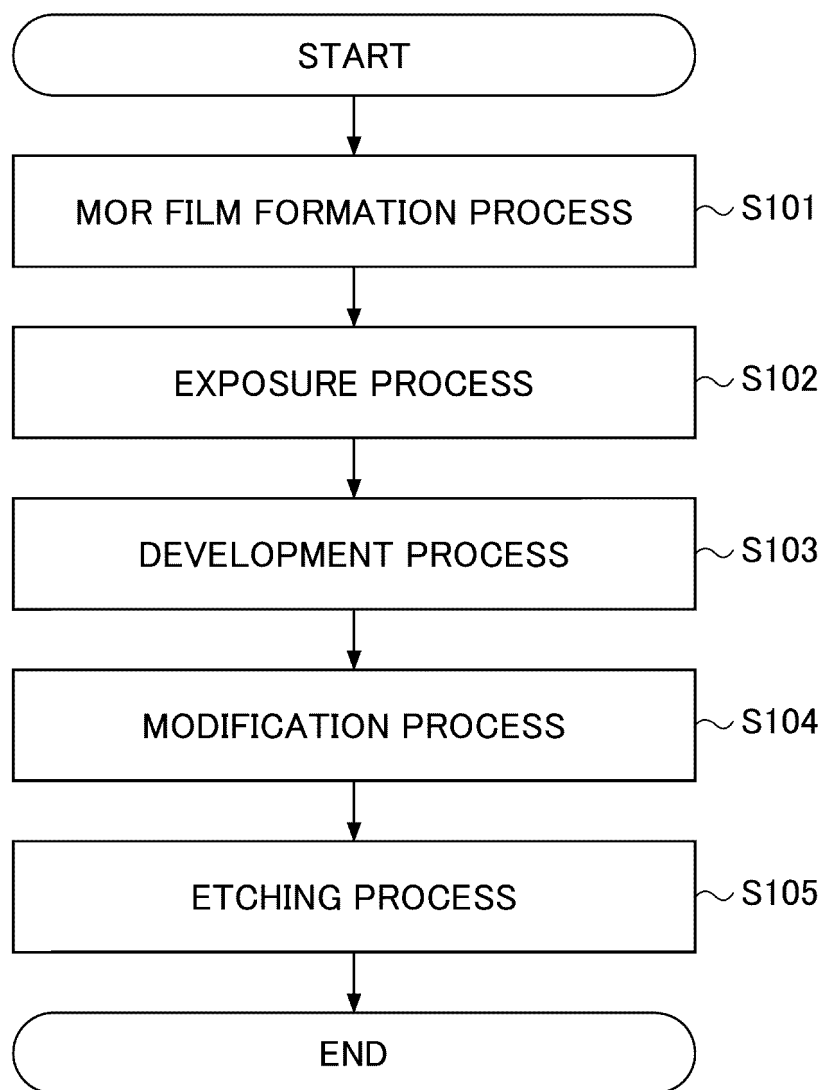 START
MOR FILM FORMATION PROCESS
S101
EXPOSURE PROCESS
S102
DEVELOPMENT PROCESS
S103
MODIFICATION PROCESS
S104
ETCHING PROCESS
S105
END